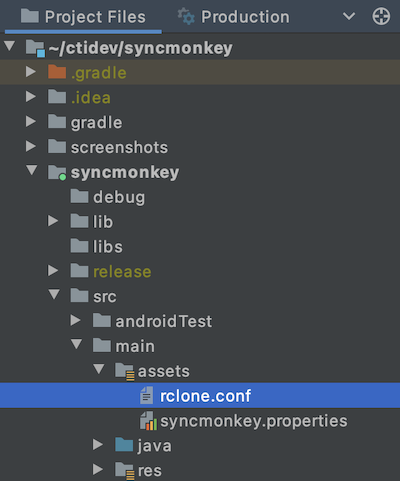 Project Files Production
~/ctidev/syncmonkey
.gradle
.idea
gradle
screenshots
syncmonkey
debug
lib
libs
release
src
androidTest
main
assets
rclone.conf
syncmonkey.properties
java
res